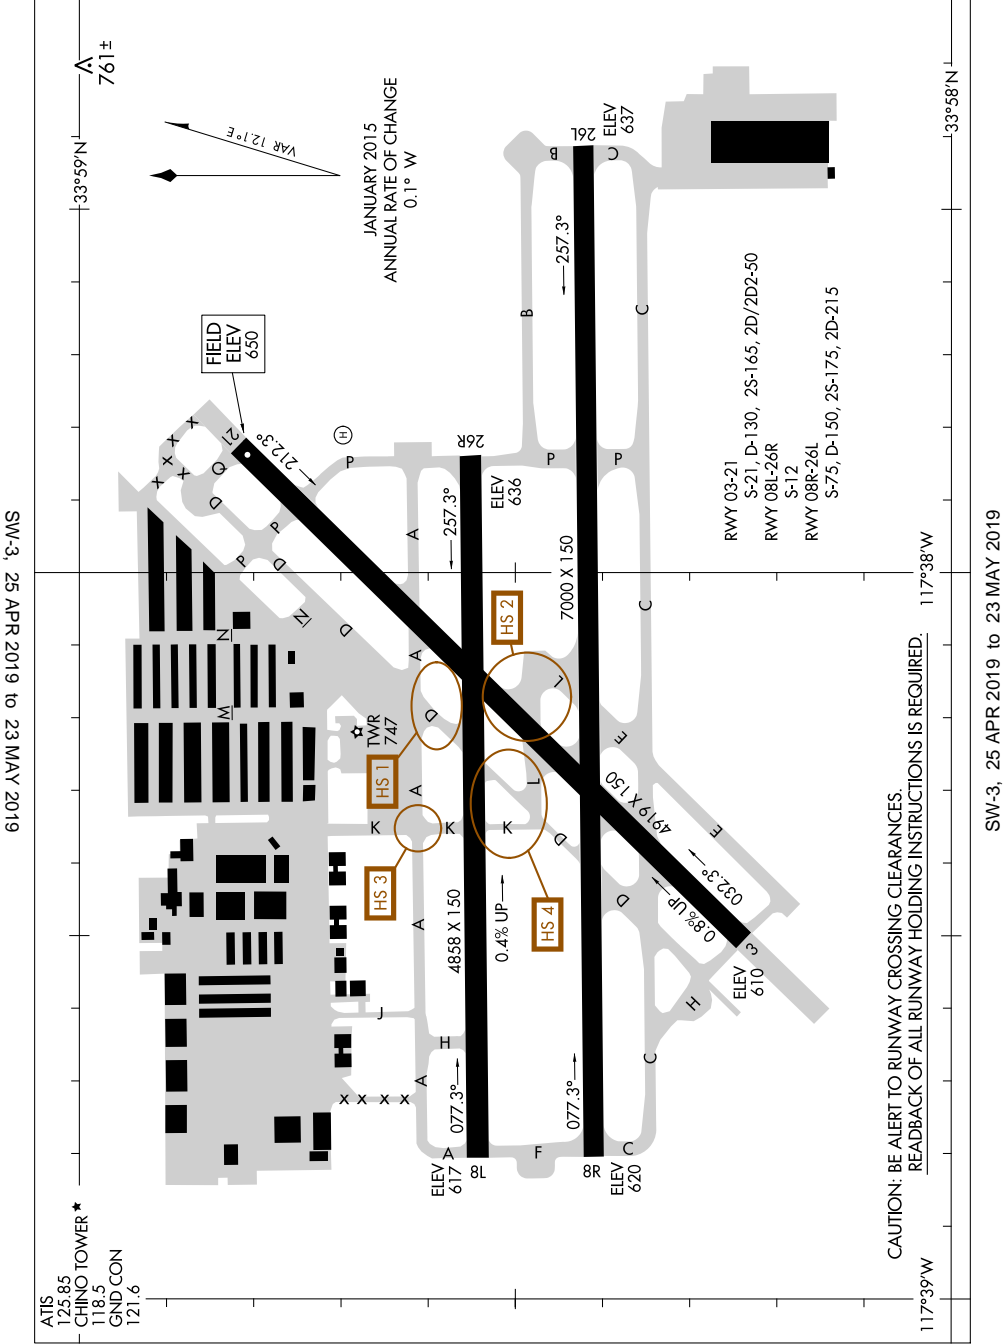 SW-3, 25 APR 2019 to 23 MAY 2019
ATIS
125.85
CHINO TOWER★
118.5
GND CON
121.6
761±
33°59'N
VAR 12.1°E
JANUARY 2015
ANNUAL RATE OF CHANGE
0.1° W
FIELD
ELEV
650
21
212.3°
X
X
X
X
X
Q
D
P
P
D
H
P
N
D
N
M
TWR
747
A
A
D
HS 1
A
K
K
K
HS 3
A
J
H
A
X X X X
A
077.3°
ELEV
617
8L
4858 X 150
0.4% UP
HS 4
HS 2
L
L
257.3°
26R
ELEV
636
P
P
7000 X 150
B
B
C
26L
ELEV
637
257.3°
C
C
E
E
4919 X 150
D
D
032.3°
0.8% UP
3
ELEV
610
H
C
077.3°
8R
ELEV
620
F
C
RWY 03-21
S-21, D-130, 2S-165, 2D/2D2-50
RWY 08L-26R
S-12
RWY 08R-26L
S-75, D-150, 2S-175, 2D-215
33°58'N
117°38'W
117°39'W
CAUTION: BE ALERT TO RUNWAY CROSSING CLEARANCES.
READBACK OF ALL RUNWAY HOLDING INSTRUCTIONS IS REQUIRED.
SW-3, 25 APR 2019 to 23 MAY 2019